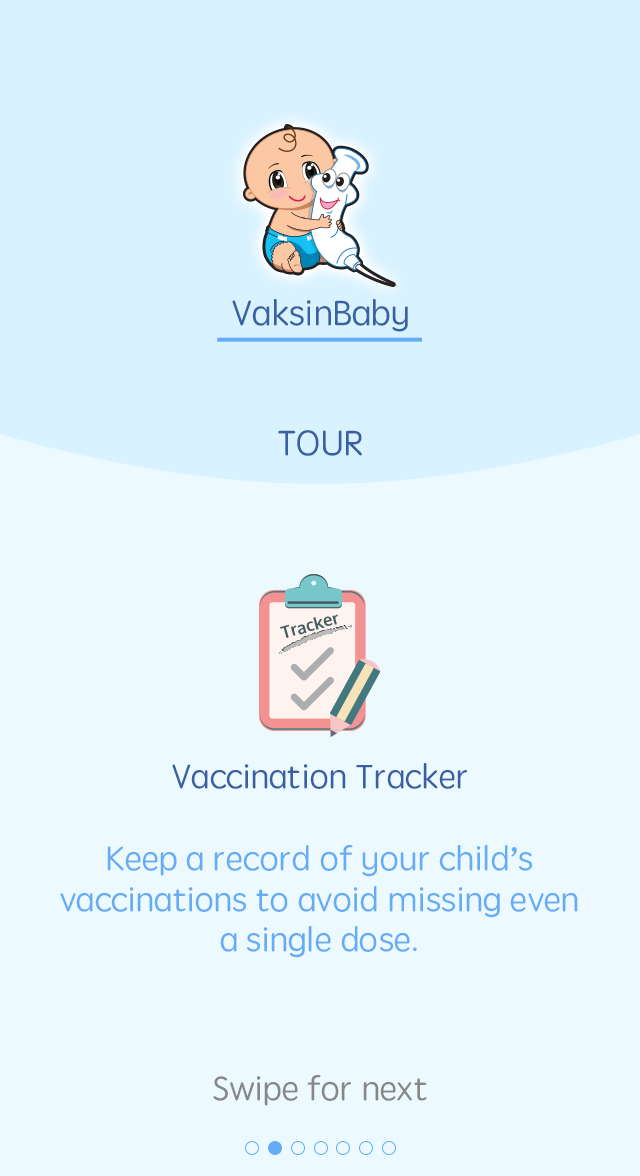 VaksinBaby
TOUR
Tracker
Vaccination Tracker
Keep a record of your child’s
vaccinations to avoid missing even
a single dose.
Swipe for next